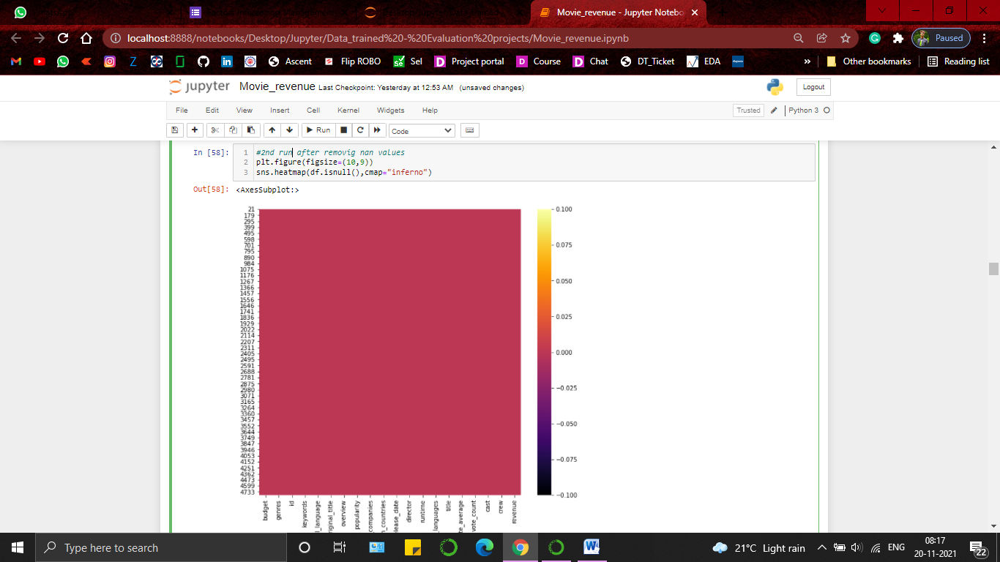 Movie_revenue - Jupyter Notebo
localhost:8888/notebooks/Desktop/Jupyter/Data_trained%20-%20Evaluation%20projects/Movie_revenue.ipynb
Paused
Ascent
Flip ROBO
Sel
Project portal
Course
Chat
DT_Ticket
EDA
»
Other bookmarks
Reading list
jupyter Movie_revenue Last Checkpoint: Yesterday at 12:53 AM (unsaved changes)
Logout
File Edit View Insert Cell Kernel Widgets Help
Trusted
Python 3
Run
Code
In [58]:
1 #2nd run after removig nan values
2 plt.figure(figsize=(10,9))
3 sns.heatmap(df.isnull(),cmap="inferno")
Out[58]: <AxesSubplot:>
21
179
295
399
495
598
701
795
890
984
1075
1176
1267
1366
1457
1556
1646
1741
1836
1929
2022
2114
2207
2311
2405
2495
2591
2688
2781
2875
2980
3071
3165
3264
3360
3457
3552
3644
3749
3847
3946
4053
4152
4251
4362
4473
4599
4733
0.100
0.075
0.050
0.025
0.000
−0.025
−0.050
−0.075
−0.100
budget
genres
id
keywords
l_language
riginal_title
overview
popularity
companies
n_countries
lease_date
director
runtime
_languages
title
te_average
vote_count
cast
crew
revenue
Type here to search
21°C Light rain
ENG
08:17
20-11-2021
22